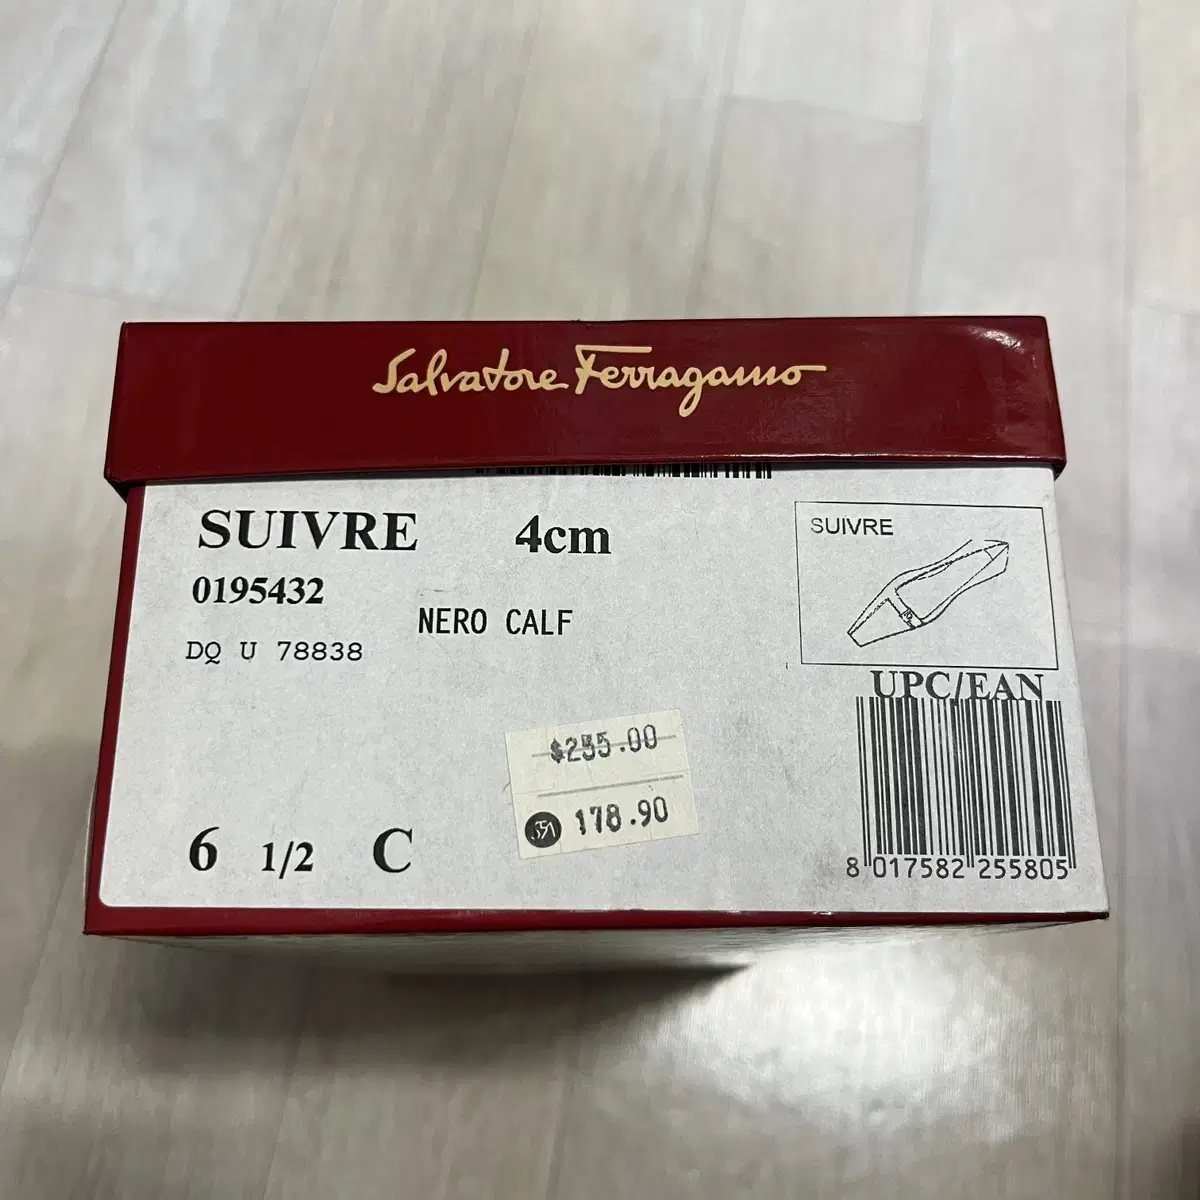 Salvatore Ferragamo
SUIVRE 4cm
0195432
NERO CALF
DQ U 78838
SUIVRE
UPC/EAN
$255.00
178.90
6 1/2 C
8 017582 255805